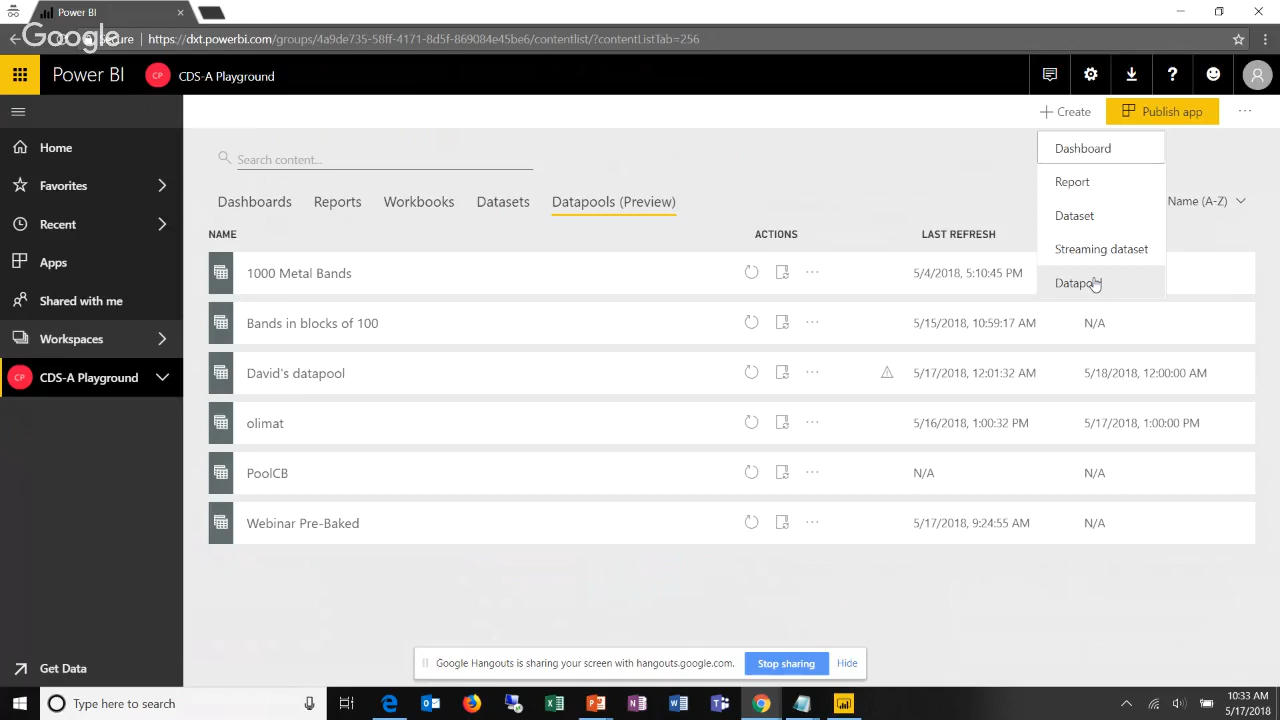 Power BI
Google
Secure
https://dxt.powerbi.com/groups/4a9de735-58ff-4171-8d5f-869084e45be6/contentlist/?contentListTab=256
Power BI
CP
CDS-A Playground
Create
Publish app
Home
Favorites
Recent
Apps
Shared with me
Workspaces
CP
CDS-A Playground
Get Data
Search content...
Dashboard
Report
Dataset
Streaming dataset
Datapool
Dashboards
Reports
Workbooks
Datasets
Datapools (Preview)
Name (A-Z)
NAME
ACTIONS
LAST REFRESH
1000 Metal Bands
5/4/2018, 5:10:45 PM
Bands in blocks of 100
5/15/2018, 10:59:17 AM
N/A
David's datapool
5/17/2018, 12:01:32 AM
5/18/2018, 12:00:00 AM
olimat
5/16/2018, 1:00:32 PM
5/17/2018, 1:00:00 PM
PoolCB
N/A
N/A
Webinar Pre-Baked
5/17/2018, 9:24:55 AM
N/A
Google Hangouts is sharing your screen with hangouts.google.com.
Stop sharing
Hide
Type here to search
10:33 AM
5/17/2018